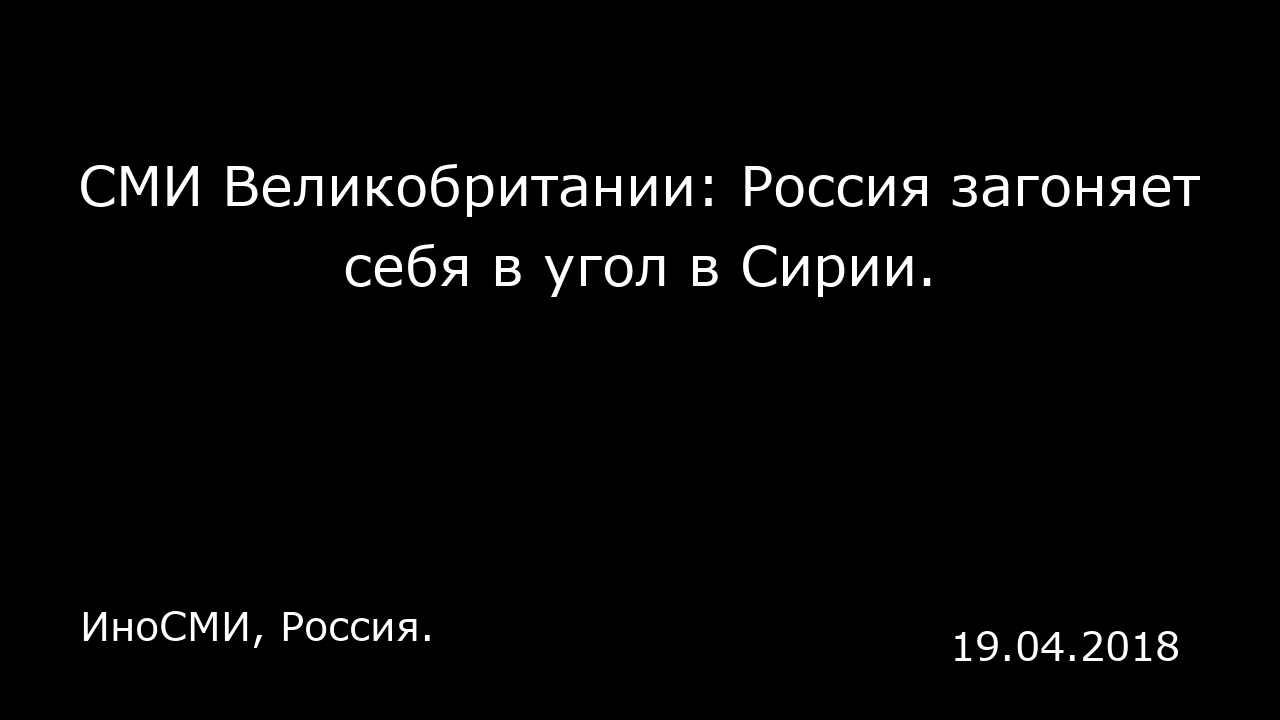 СМИ Великобритании: Россия загоняет
себя в угол в Сирии.
ИноСМИ, Россия.
19.04.2018